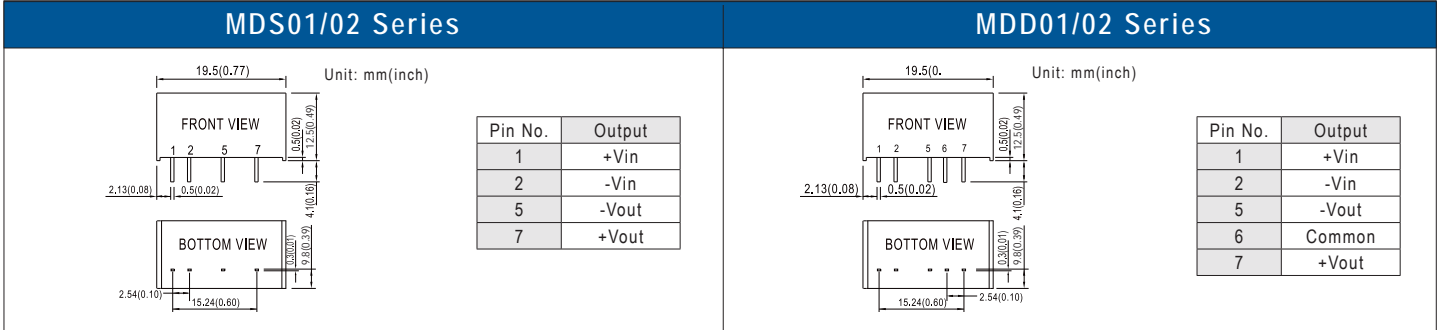 MDS01/02 Series
19.5(0.77)
Unit: mm(inch)
FRONT VIEW
1 2 5 7
0.5(0.02)
12.5(0.49)
2.13(0.08)
0.5(0.02)
4.1(0.16)
BOTTOM VIEW
0.3(0.01)
9.8(0.39)
2.54(0.10)
15.24(0.60)
Pin No. Output
1 +Vin
2 -Vin
5 -Vout
7 +Vout
MDD01/02 Series
19.5(0.
Unit: mm(inch)
FRONT VIEW
1 2 5 6 7
0.5(0.02)
12.5(0.49)
2.13(0.08)
0.5(0.02)
4.1(0.16)
BOTTOM VIEW
0.3(0.01)
9.8(0.39)
15.24(0.60)
2.54(0.10)
Pin No. Output
1 +Vin
2 -Vin
5 -Vout
6 Common
7 +Vout